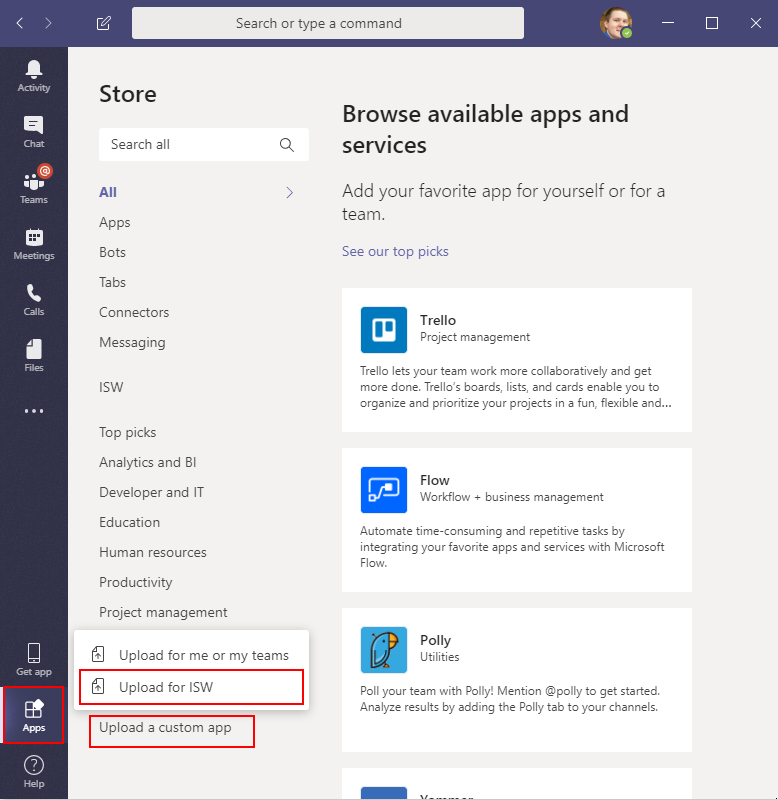 Search or type a command
Activity
Chat
@
Teams
Meetings
Calls
Files
Get app
Apps
Help
Store
Search all
All
Apps
Bots
Tabs
Connectors
Messaging
ISW
Top picks
Analytics and BI
Developer and IT
Education
Human resources
Productivity
Project management
Upload for me or my teams
Upload for ISW
Upload a custom app
Browse available apps and
services
Add your favorite app for yourself or for a
team.
See our top picks
Trello
Project management
Trello lets your team work more collaboratively and get
more done. Trello's boards, lists, and cards enable you to
organize and prioritize your projects in a fun, flexible and...
Flow
Workflow + business management
Automate time-consuming and repetitive tasks by
integrating your favorite apps and services with Microsoft
Flow.
Polly
Utilities
Poll your team with Polly! Mention @polly to get started.
Analyze results by adding the Polly tab to your channels.